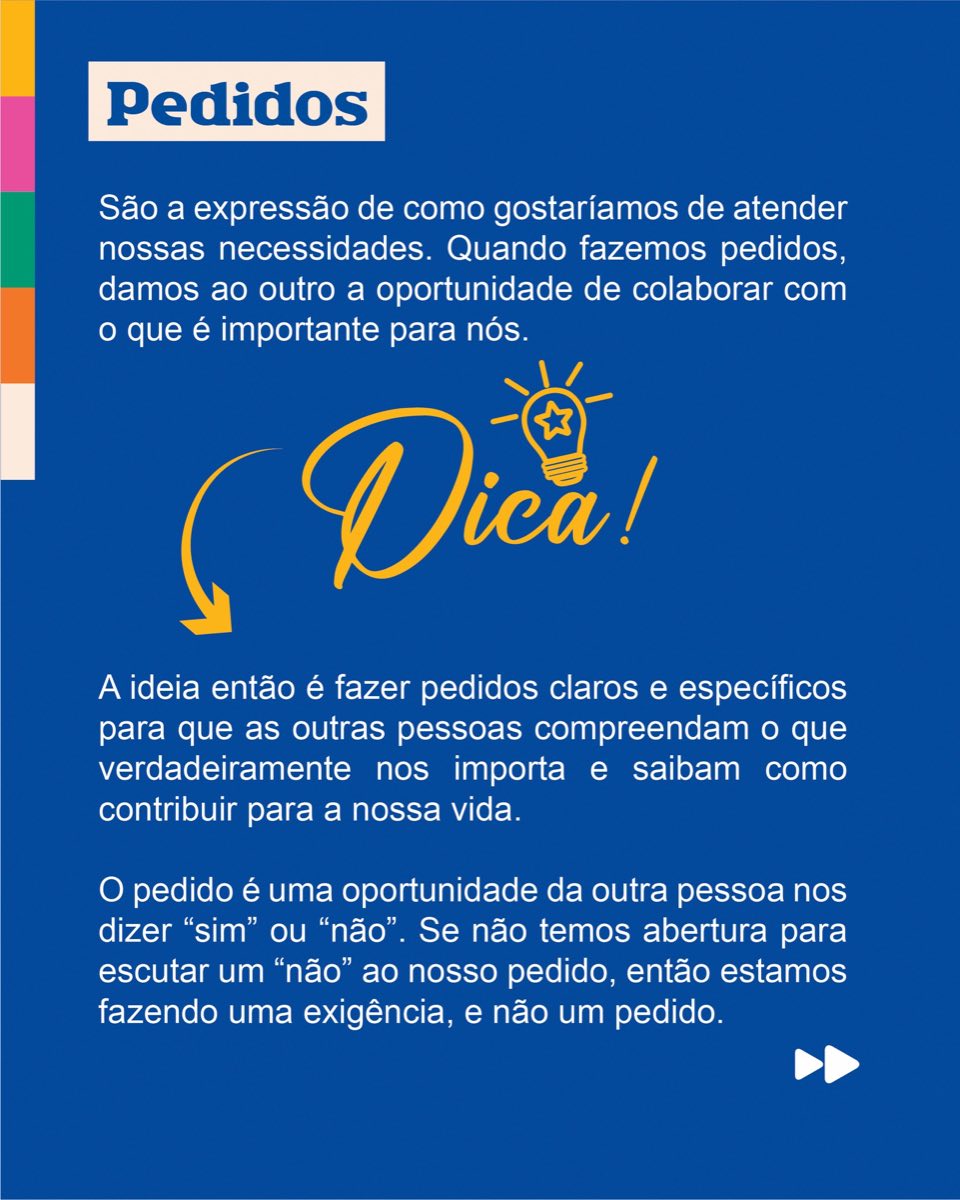 Pedidos
São a expressão de como gostaríamos de atender
nossas necessidades. Quando fazemos pedidos,
damos ao outro a oportunidade de colaborar com
o que é importante para nós.
Dica!
A ideia então é fazer pedidos claros e específicos
para que as outras pessoas compreendam o que
verdadeiramente nos importa e saibam como
contribuir para a nossa vida.
O pedido é uma oportunidade da outra pessoa nos
dizer “sim” ou “não”. Se não temos abertura para
escutar um “não” ao nosso pedido, então estamos
fazendo uma exigência, e não um pedido.